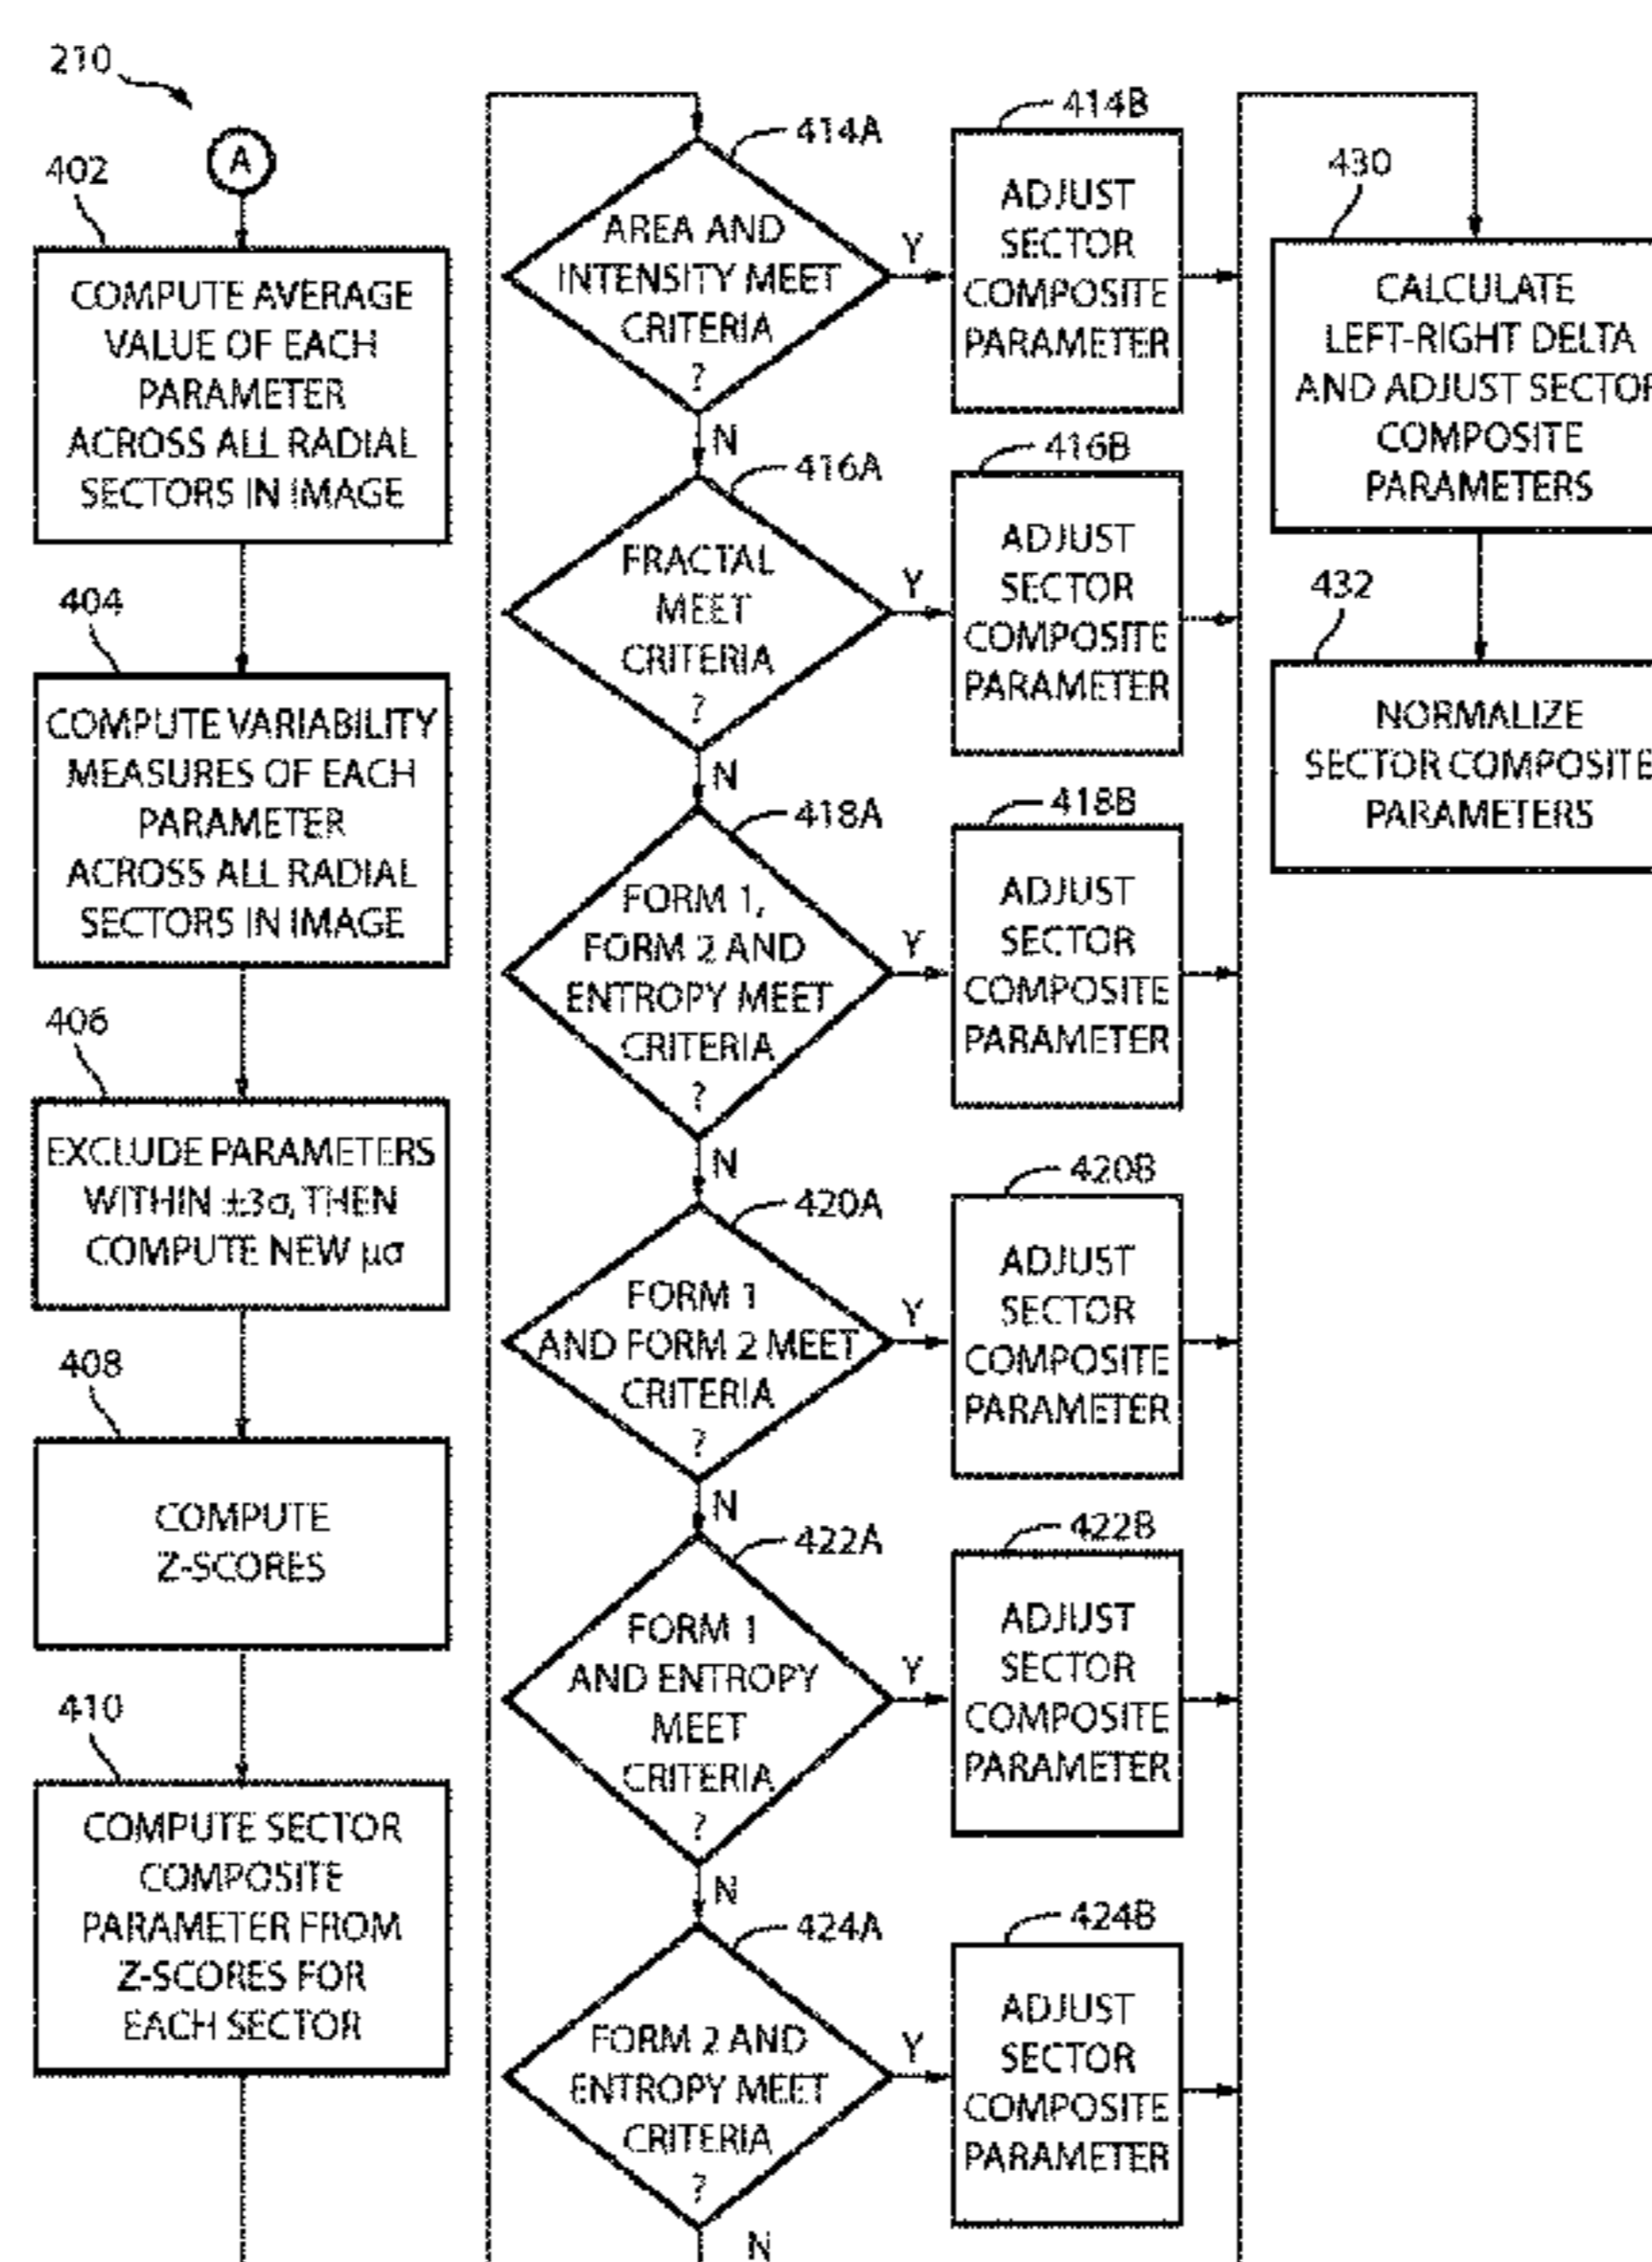 210
A
402
COMPUTE AVERAGE
VALUE OF EACH
PARAMETER
ACROSS ALL RADIAL
SECTORS IN IMAGE
404
COMPUTE VARIABILITY
MEASURES OF EACH
PARAMETER
ACROSS ALL RADIAL
SECTORS IN IMAGE
406
EXCLUDE PARAMETERS
WITHIN ±3σ, THEN
COMPUTE NEW μσ
408
COMPUTE
Z-SCORES
410
COMPUTE SECTOR
COMPOSITE
PARAMETER FROM
Z-SCORES FOR
EACH SECTOR
414A
AREA AND
INTENSITY MEET
CRITERIA
?
Y
N
414B
ADJUST
SECTOR
COMPOSITE
PARAMETER
416A
FRACTAL
MEET
CRITERIA
?
Y
N
416B
ADJUST
SECTOR
COMPOSITE
PARAMETER
418A
FORM 1,
FORM 2 AND
ENTROPY MEET
CRITERIA
?
Y
N
418B
ADJUST
SECTOR
COMPOSITE
PARAMETER
420A
FORM 1
AND FORM 2 MEET
CRITERIA
?
Y
N
420B
ADJUST
SECTOR
COMPOSITE
PARAMETER
422A
FORM 1
AND ENTROPY
MEET
CRITERIA
?
Y
N
422B
ADJUST
SECTOR
COMPOSITE
PARAMETER
424A
FORM 2 AND
ENTROPY MEET
CRITERIA
?
Y
N
424B
ADJUST
SECTOR
COMPOSITE
PARAMETER
430
CALCULATE
LEFT-RIGHT DELTA
AND ADJUST SECTOR
COMPOSITE
PARAMETERS
432
NORMALIZE
SECTOR COMPOSITE
PARAMETERS